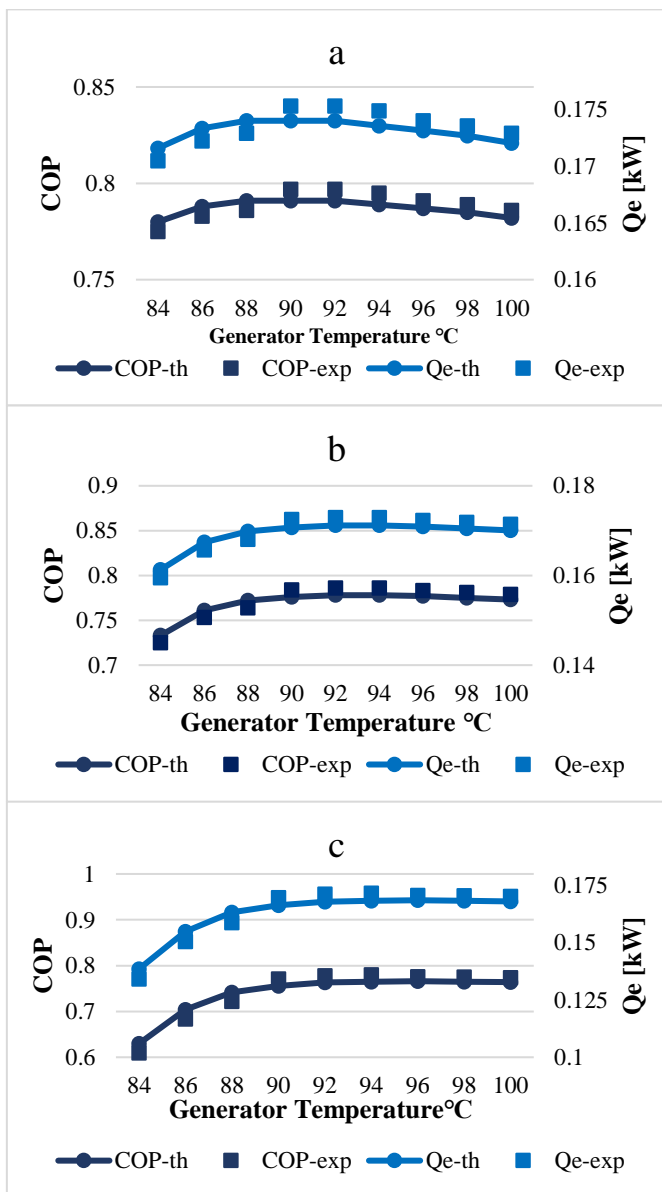 a
0.85
0.175
0.8
0.17
0.165
0.75
0.16
COP
Qe [kW]
84 86 88 90 92 94 96 98 100
Generator Temperature °C
COP-th COP-exp Qe-th Qe-exp
b
0.9
0.18
0.85
0.8
0.16
0.75
0.7
0.14
COP
Qe [kW]
84 86 88 90 92 94 96 98 100
Generator Temperature °C
COP-th COP-exp Qe-th Qe-exp
c
1
0.175
0.9
0.15
0.8
0.125
0.7
0.6
0.1
COP
Qe [kW]
84 86 88 90 92 94 96 98 100
Generator Temperature°C
COP-th COP-exp Qe-th Qe-exp